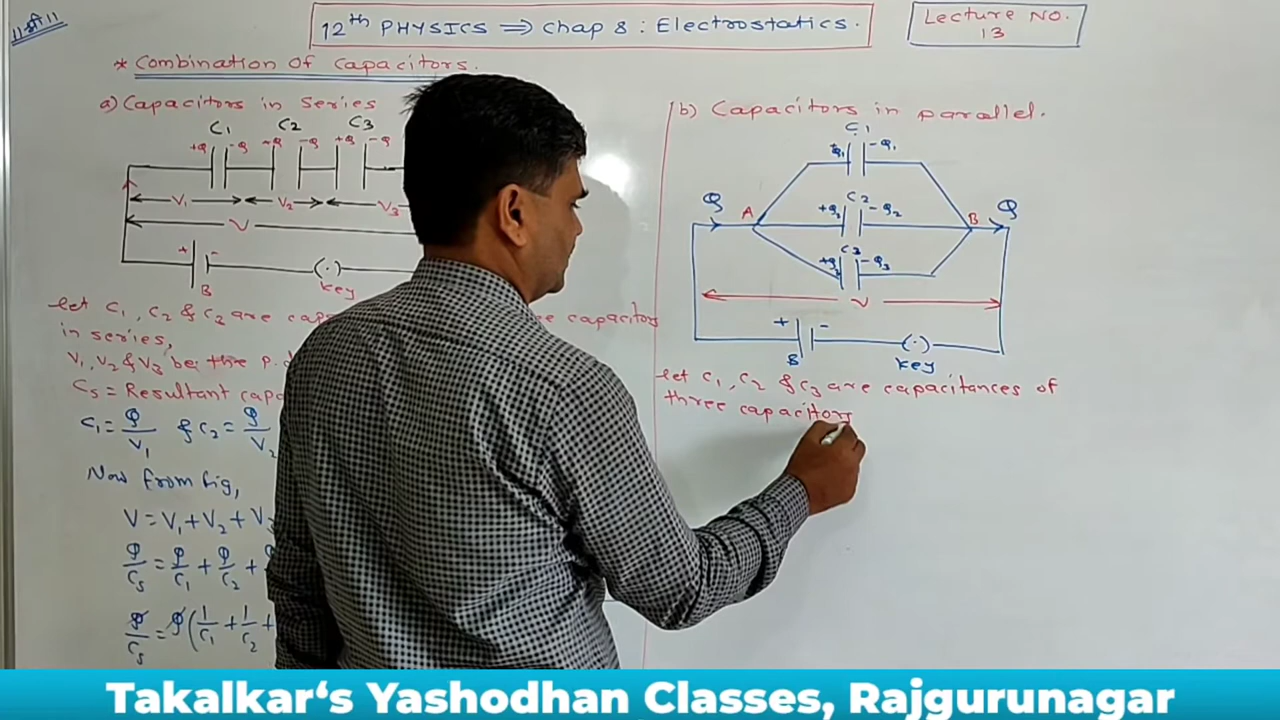 ॥श्री॥
12th PHYSICS ⇒ Chap 8 : Electrostatics.
Lecture No.
13
* Combination Of Capacitors.
a) Capacitors in Series
C1 C2 C3
+Q -Q +Q -Q +Q -Q
V1 V2 V3
V
+ -
B key
let C1, C2 & C3 are
capacitors
in series,
V1, V2 & V3 be the p.
Cs = Resultant
C1 = Q/V1 & C2 = Q/V2
Now from fig,
V = V1 + V2 + V
Q/Cs = Q/C1 + Q/C2 +
Q/Cs = Q(1/C1 + 1/C2 +
b) Capacitors in parallel.
C1
+Q1 -Q1
Q A C2 B Q
+Q2 -Q2
C3
+Q3 -Q3
V
+ -
B key
let C1, C2 & C3 are capacitances of
three capacitors
Takalkar‘s Yashodhan Classes, Rajgurunagar